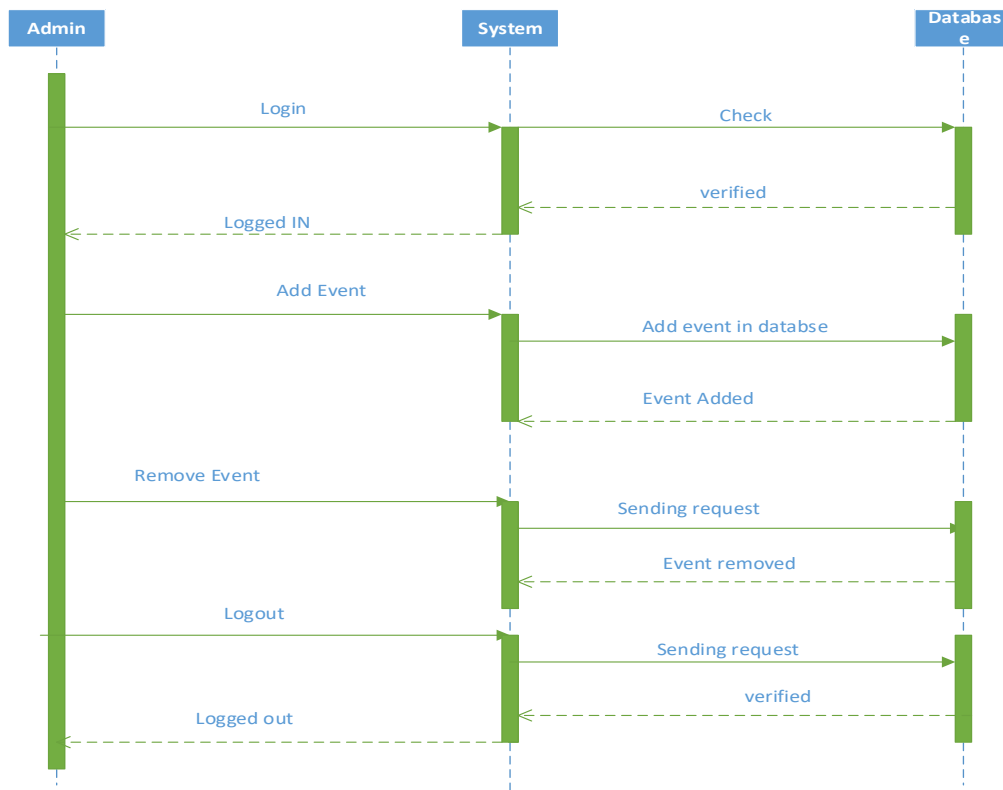 Admin
System
Databas
e
Login
Check
verified
Logged IN
Add Event
Add event in databse
Event Added
Remove Event
Sending request
Event removed
Logout
Sending request
verified
Logged out